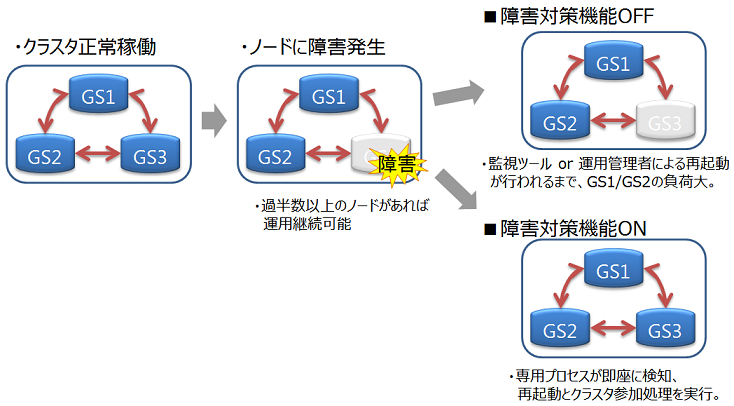 ・クラスタ正常稼働
GS1
GS2
GS3
・ノードに障害発生
GS1
GS2
障害
・過半数以上のノードがあれば
運用継続可能
■障害対策機能OFF
GS1
GS2
GS3
・監視ツール or 運用管理者による再起動
が行われるまで、GS1/GS2の負荷大。
■障害対策機能ON
GS1
GS2
GS3
・専用プロセスが即座に検知、
再起動とクラスタ参加処理を実行。